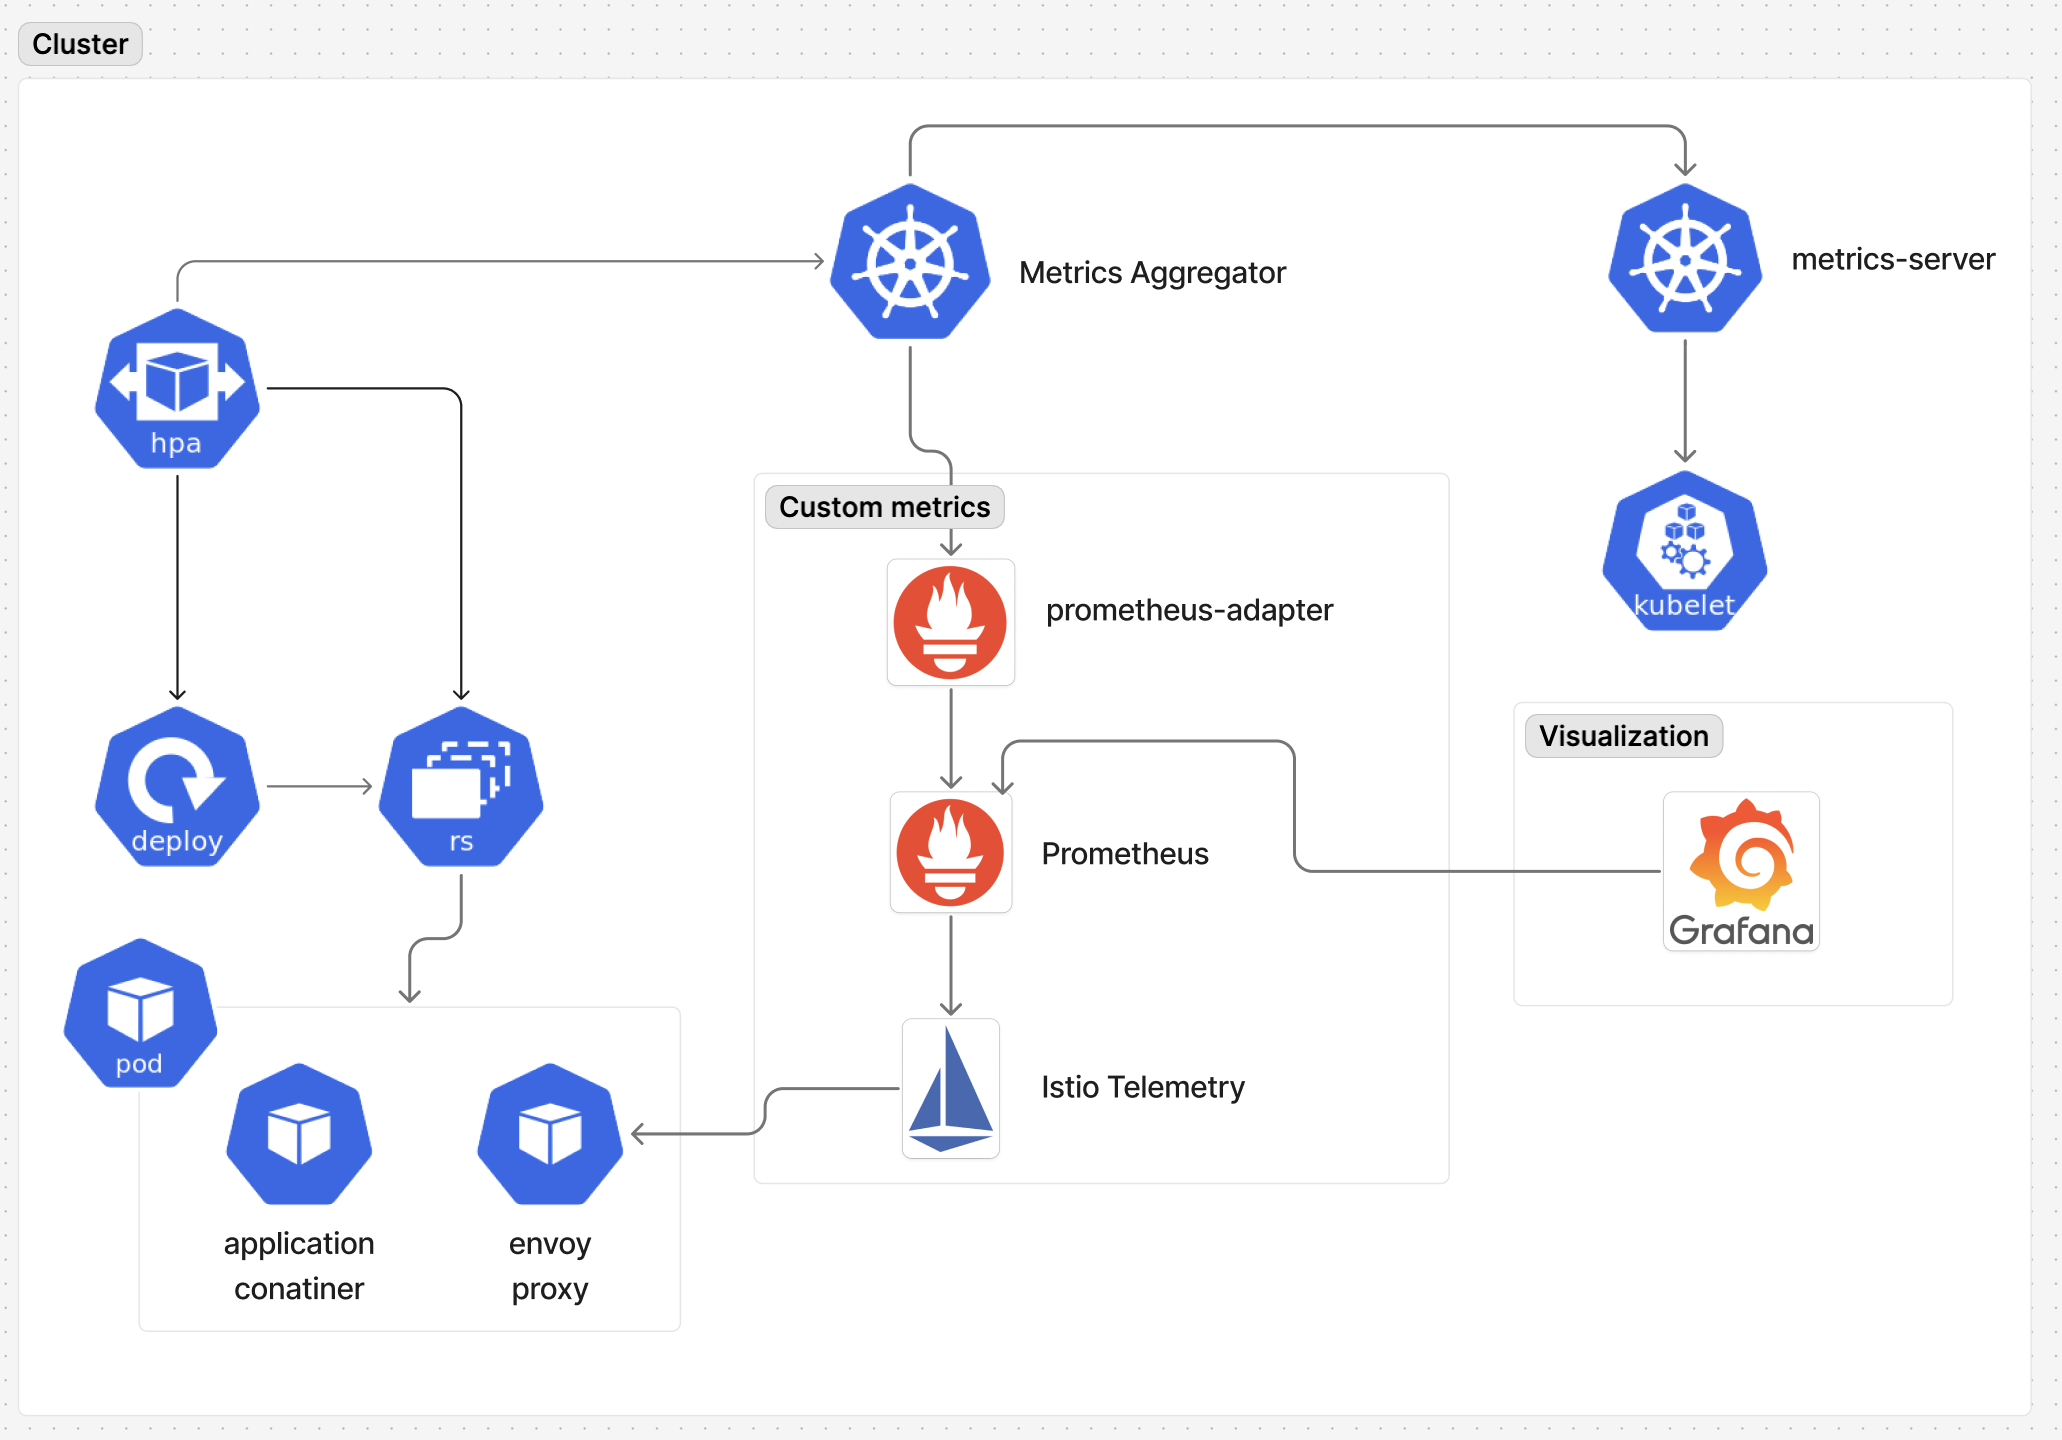 Cluster
Metrics Aggregator
metrics-server
hpa
Custom metrics
prometheus-adapter
kubelet
Visualization
deploy
rs
Prometheus
Grafana
pod
Istio Telemetry
application
conatiner
envoy
proxy